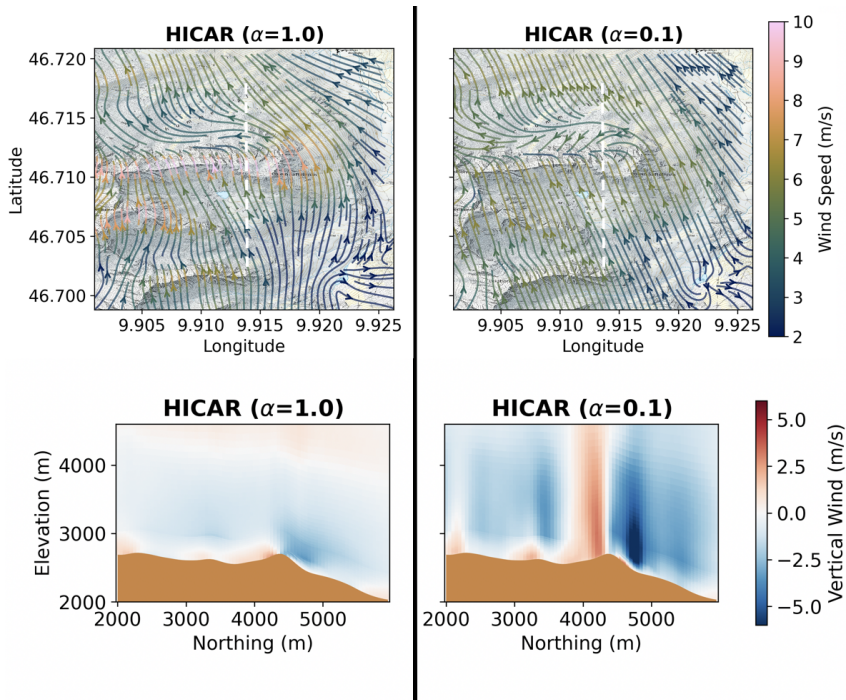 HICAR (α=1.0)
HICAR (α=0.1)
46.720
46.715
46.710
46.705
46.700
Latitude
9.905 9.910 9.915 9.920 9.925
Longitude
9.905 9.910 9.915 9.920 9.925
Longitude
10
9
8
7
6
5
4
3
2
Wind Speed (m/s)
HICAR (α=1.0)
HICAR (α=0.1)
4000
3000
2000
Elevation (m)
2000 3000 4000 5000
Northing (m)
2000 3000 4000 5000
Northing (m)
5.0
2.5
0.0
−2.5
−5.0
Vertical Wind (m/s)